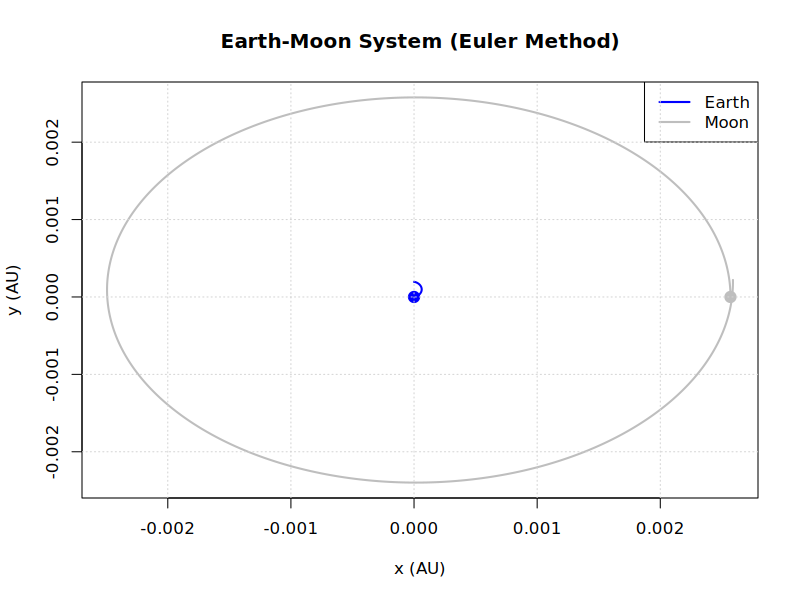 Earth-Moon System (Euler Method)
Earth
Moon
0.002
0.001
0.000
-0.001
-0.002
y (AU)
-0.002 -0.001 0.000 0.001 0.002
x (AU)